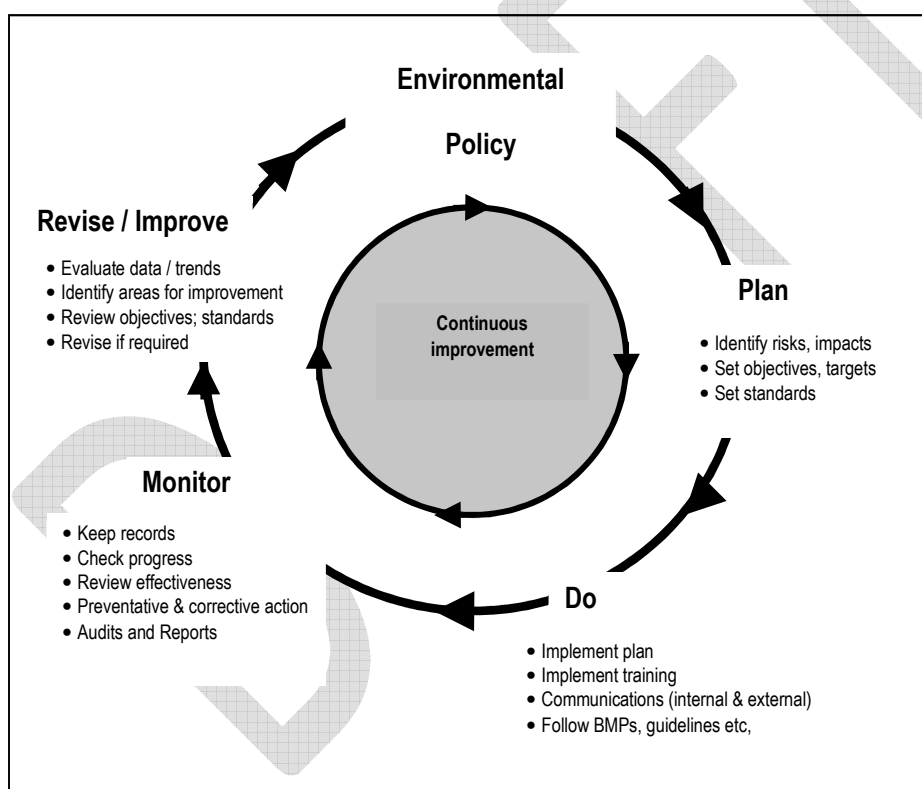 Environmental
Policy
Revise / Improve
• Evaluate data / trends
• Identify areas for improvement
• Review objectives; standards
• Revise if required
Plan
• Identify risks, impacts
• Set objectives, targets
• Set standards
Continuous
improvement
Monitor
• Keep records
• Check progress
• Review effectiveness
• Preventative & corrective action
• Audits and Reports
Do
• Implement plan
• Implement training
• Communications (internal & external)
• Follow BMPs, guidelines etc,